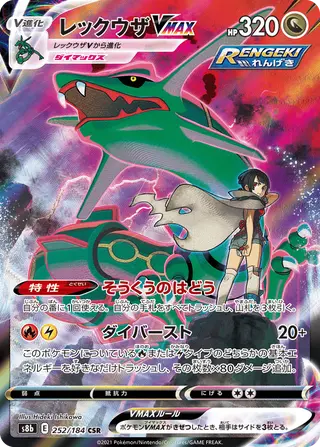 V進化
レックウザVMAX
HP320
レックウザVから進化
ダイマックス
RENGEKI
れんげき
特性
とくせい
そうくうのはどう
自分の番に1回使える。自分の手札をすべてトラッシュし、山札を3枚引く。
ダイバースト
20+
このポケモンについている
または
タイプのどちらかの基本エネルギーを好きなだけトラッシュし、その枚数×80ダメージ追加。
弱点
抵抗力
にげる
VMAXルール
ポケモンVMAXがきぜつしたとき、相手はサイドを3枚とる。
Illus.Hideki Ishikawa
s8b E 252/184 CSR
©2021 Pokémon/Nintendo/Creatures/GAME FREAK.